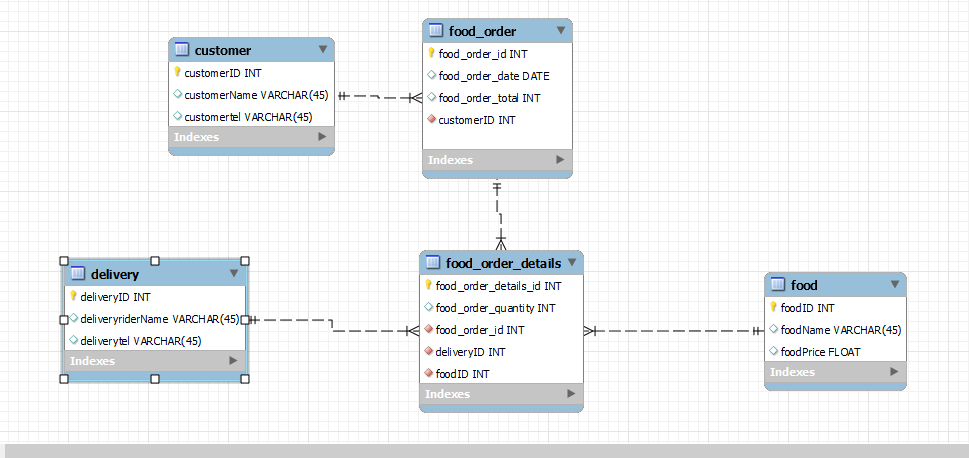 customer
customerID INT
customerName VARCHAR(45)
customertel VARCHAR(45)
Indexes
food_order
food_order_id INT
food_order_date DATE
food_order_total INT
customerID INT
Indexes
delivery
deliveryID INT
deliveryriderName VARCHAR(45)
deliverytel VARCHAR(45)
Indexes
food_order_details
food_order_details_id INT
food_order_quantity INT
food_order_id INT
deliveryID INT
foodID INT
Indexes
food
foodID INT
foodName VARCHAR(45)
foodPrice FLOAT
Indexes